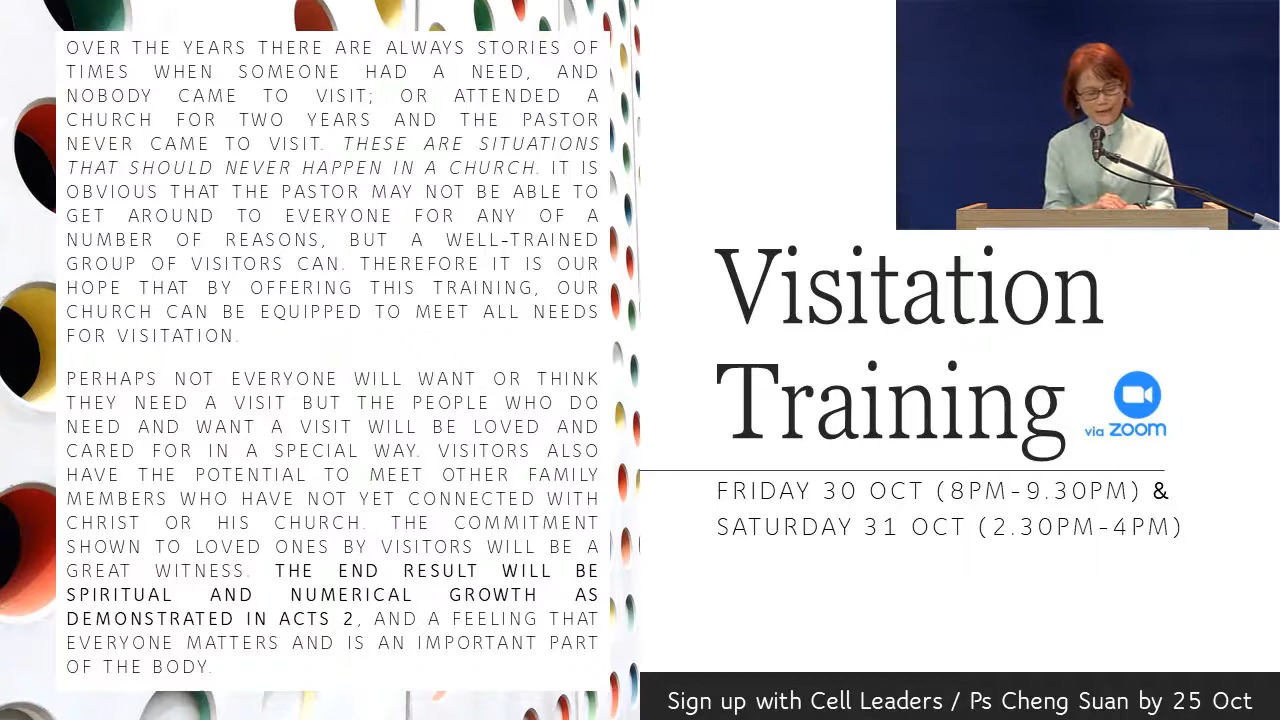 OVER THE YEARS THERE ARE ALWAYS STORIES OF
TIMES WHEN SOMEONE HAD A NEED, AND
NOBODY CAME TO VISIT; OR ATTENDED A
CHURCH FOR TWO YEARS AND THE PASTOR
NEVER CAME TO VISIT. THESE ARE SITUATIONS
THAT SHOULD NEVER HAPPEN IN A CHURCH. IT IS
OBVIOUS THAT THE PASTOR MAY NOT BE ABLE TO
GET AROUND TO EVERYONE FOR ANY OF A
NUMBER OF REASONS, BUT A WELL-TRAINED
GROUP OF VISITORS CAN. THEREFORE IT IS OUR
HOPE THAT BY OFFERING THIS TRAINING, OUR
CHURCH CAN BE EQUIPPED TO MEET ALL NEEDS
FOR VISITATION.
PERHAPS NOT EVERYONE WILL WANT OR THINK
THEY NEED A VISIT BUT THE PEOPLE WHO DO
NEED AND WANT A VISIT WILL BE LOVED AND
CARED FOR IN A SPECIAL WAY. VISITORS ALSO
HAVE THE POTENTIAL TO MEET OTHER FAMILY
MEMBERS WHO HAVE NOT YET CONNECTED WITH
CHRIST OR HIS CHURCH. THE COMMITMENT
SHOWN TO LOVED ONES BY VISITORS WILL BE A
GREAT WITNESS. THE END RESULT WILL BE
SPIRITUAL AND NUMERICAL GROWTH AS
DEMONSTRATED IN ACTS 2, AND A FEELING THAT
EVERYONE MATTERS AND IS AN IMPORTANT PART
OF THE BODY.
Visitation
Training
via zoom
FRIDAY 30 OCT (8PM-9.30PM) &
SATURDAY 31 OCT (2.30PM-4PM)
Sign up with Cell Leaders / Ps Cheng Suan by 25 Oct